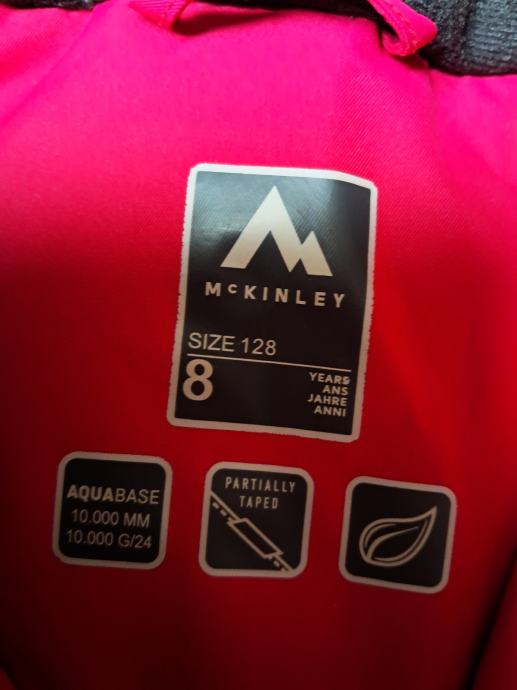 McKINLEY
SIZE 128
8
YEARS
ANS
JAHRE
ANNI
AQUABASE
10.000 MM
10.000 G/24
PARTIALLY
TAPED